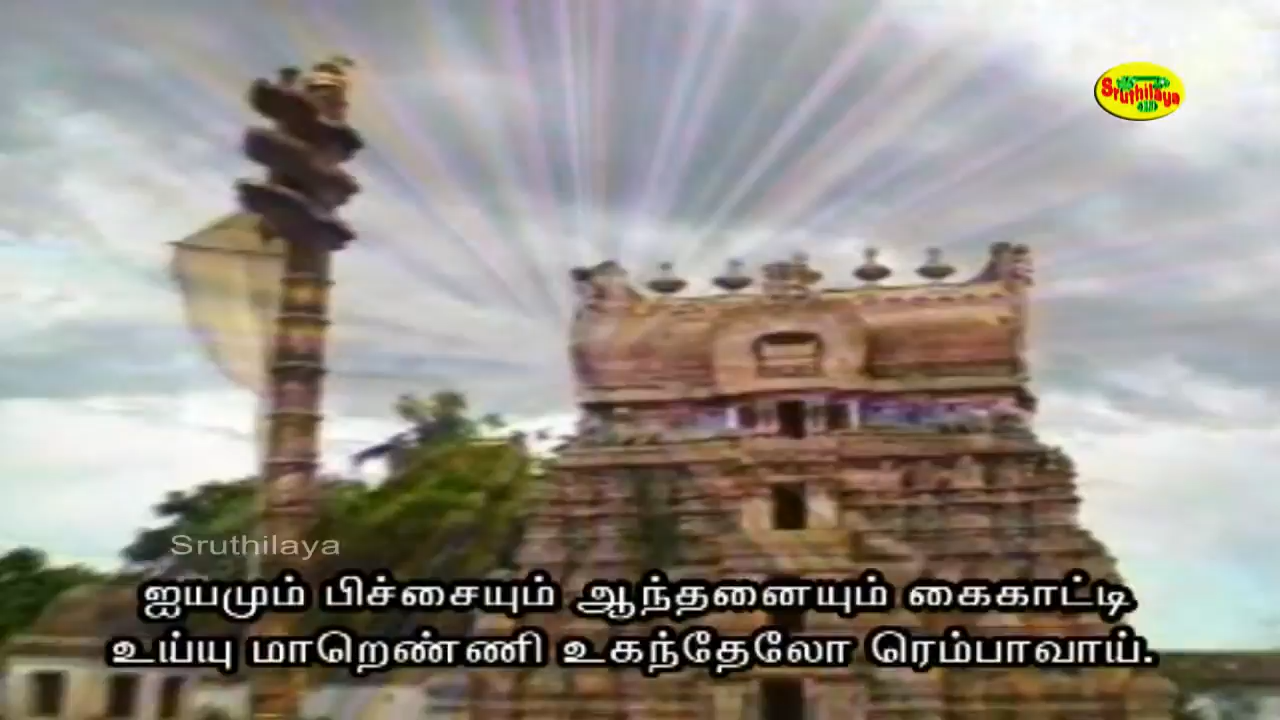 Sruthilaya
Sruthilaya
ஐயமும் பிச்சையும் ஆந்தனையும் கைகாட்டி
உய்யு மாறெண்ணி உகந்தேலோ ரெம்பாவாய்.